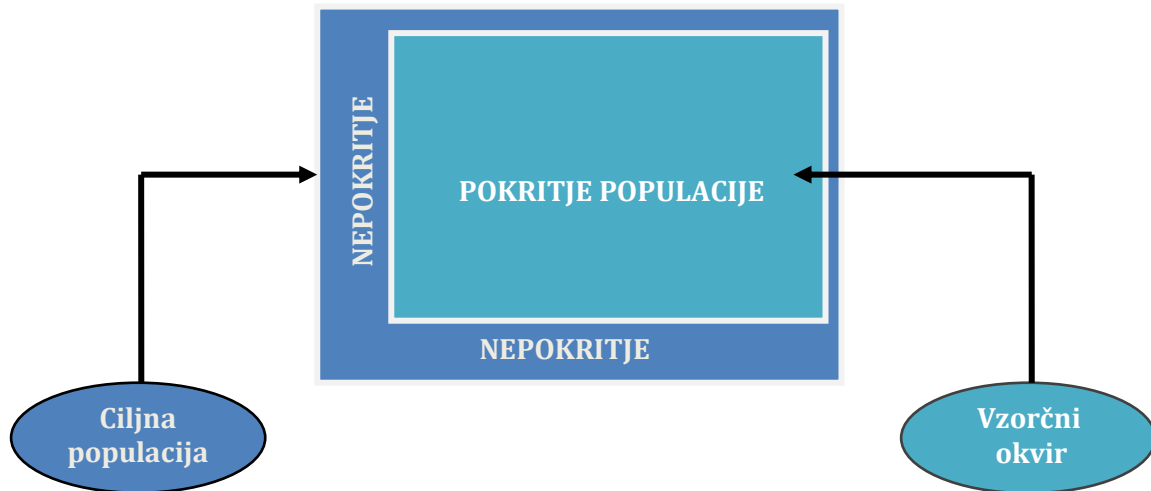 NEPOKRITJE
POKRITJE POPULACIJE
NEPOKRITJE
Ciljna
populacija
Vzorčni
okvir